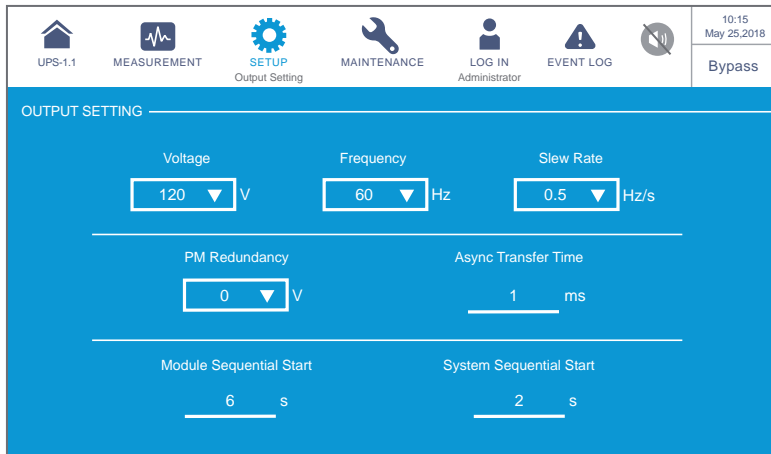 10:15
May 25,2018
UPS-1.1 MEASUREMENT SETUP MAINTENANCE LOG IN EVENT LOG
Output Setting Administrator
Bypass
OUTPUT SETTING
Voltage Frequency Slew Rate
120 V 60 Hz 0.5 Hz/s
PM Redundancy Async Transfer Time
0 V 1 ms
Module Sequential Start System Sequential Start
6 s 2 s